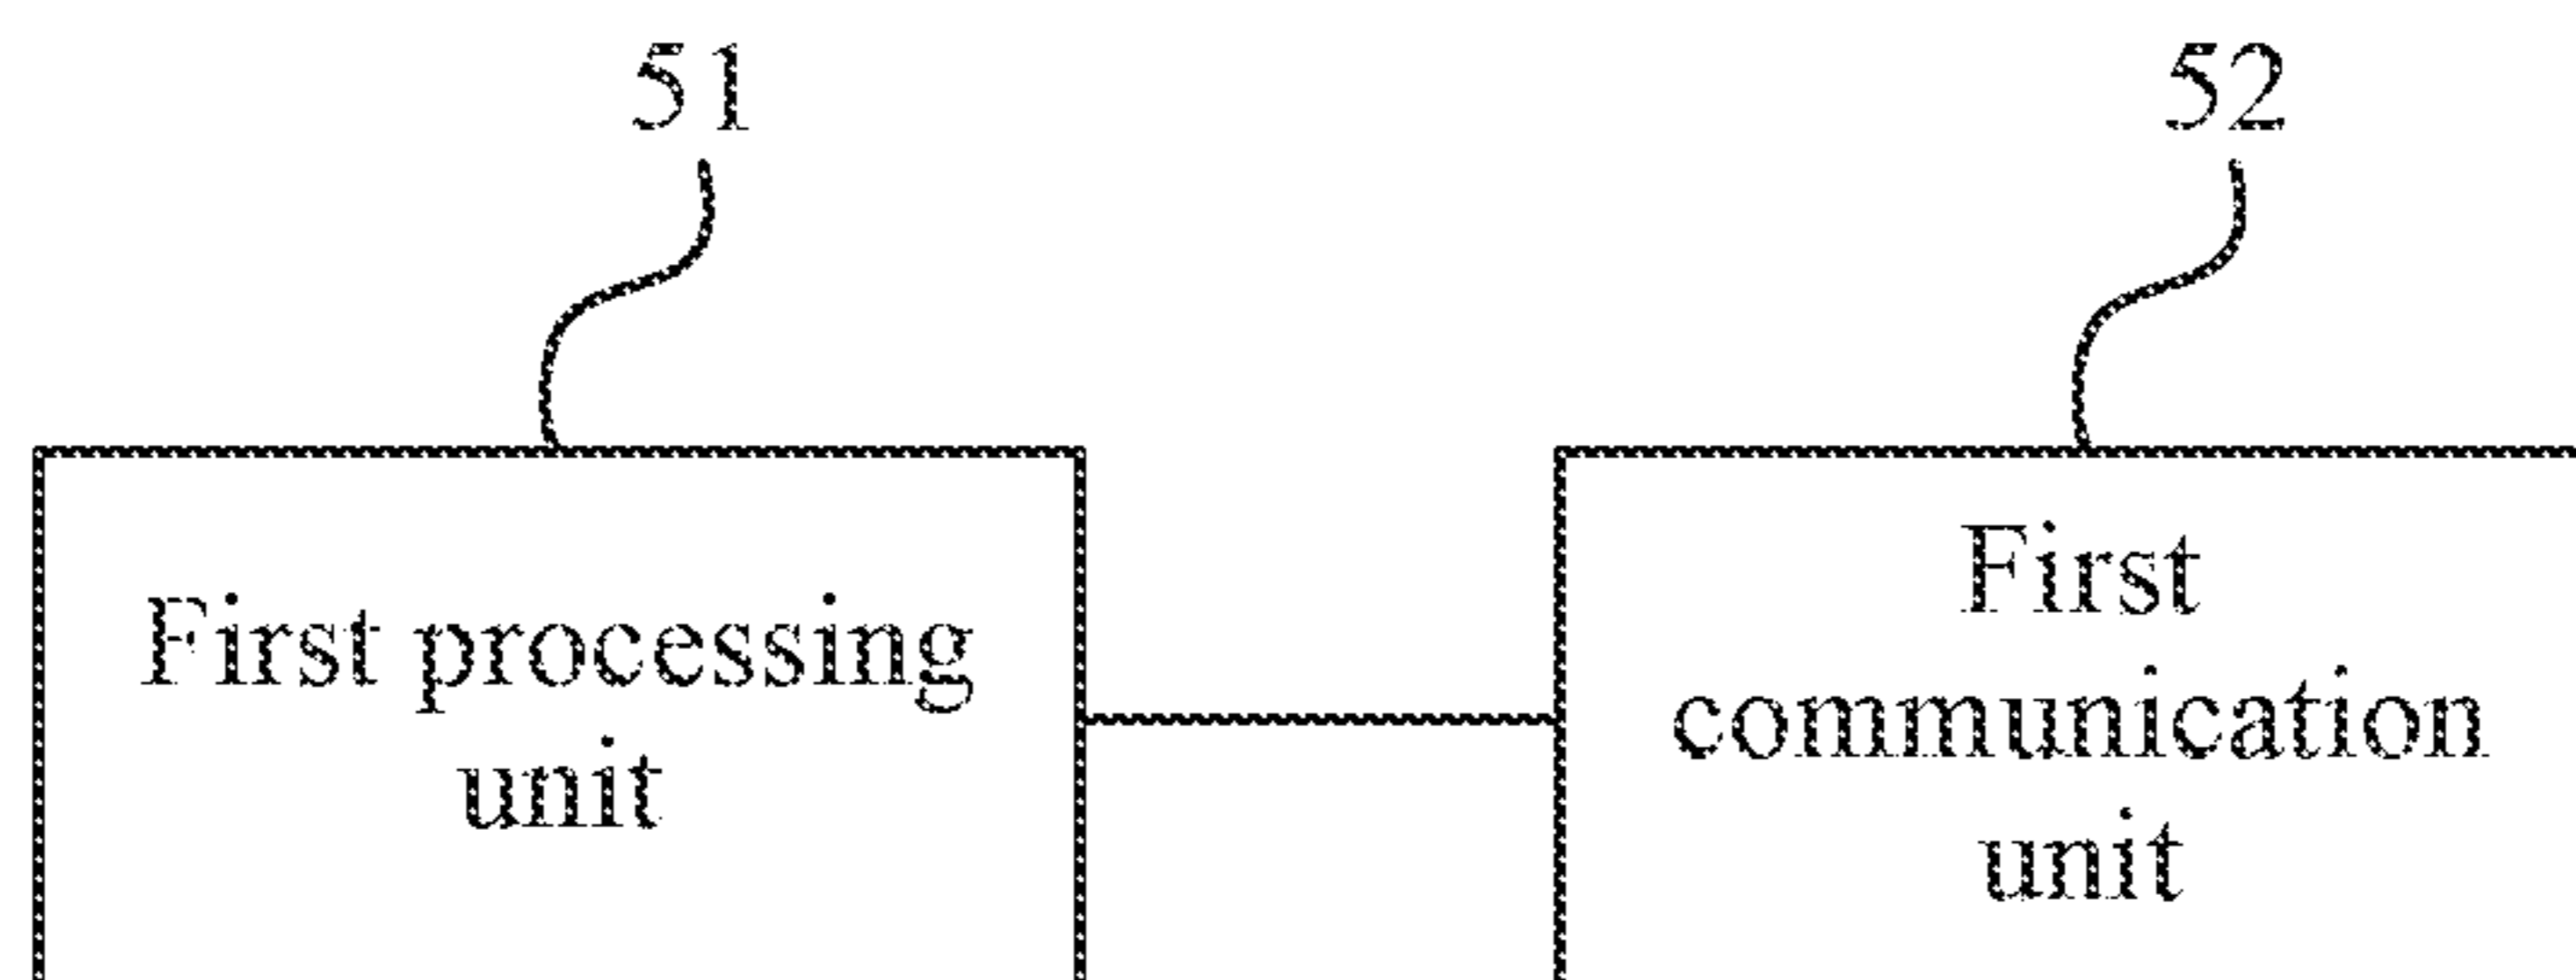 51
52
First processing
unit
First
communication
unit